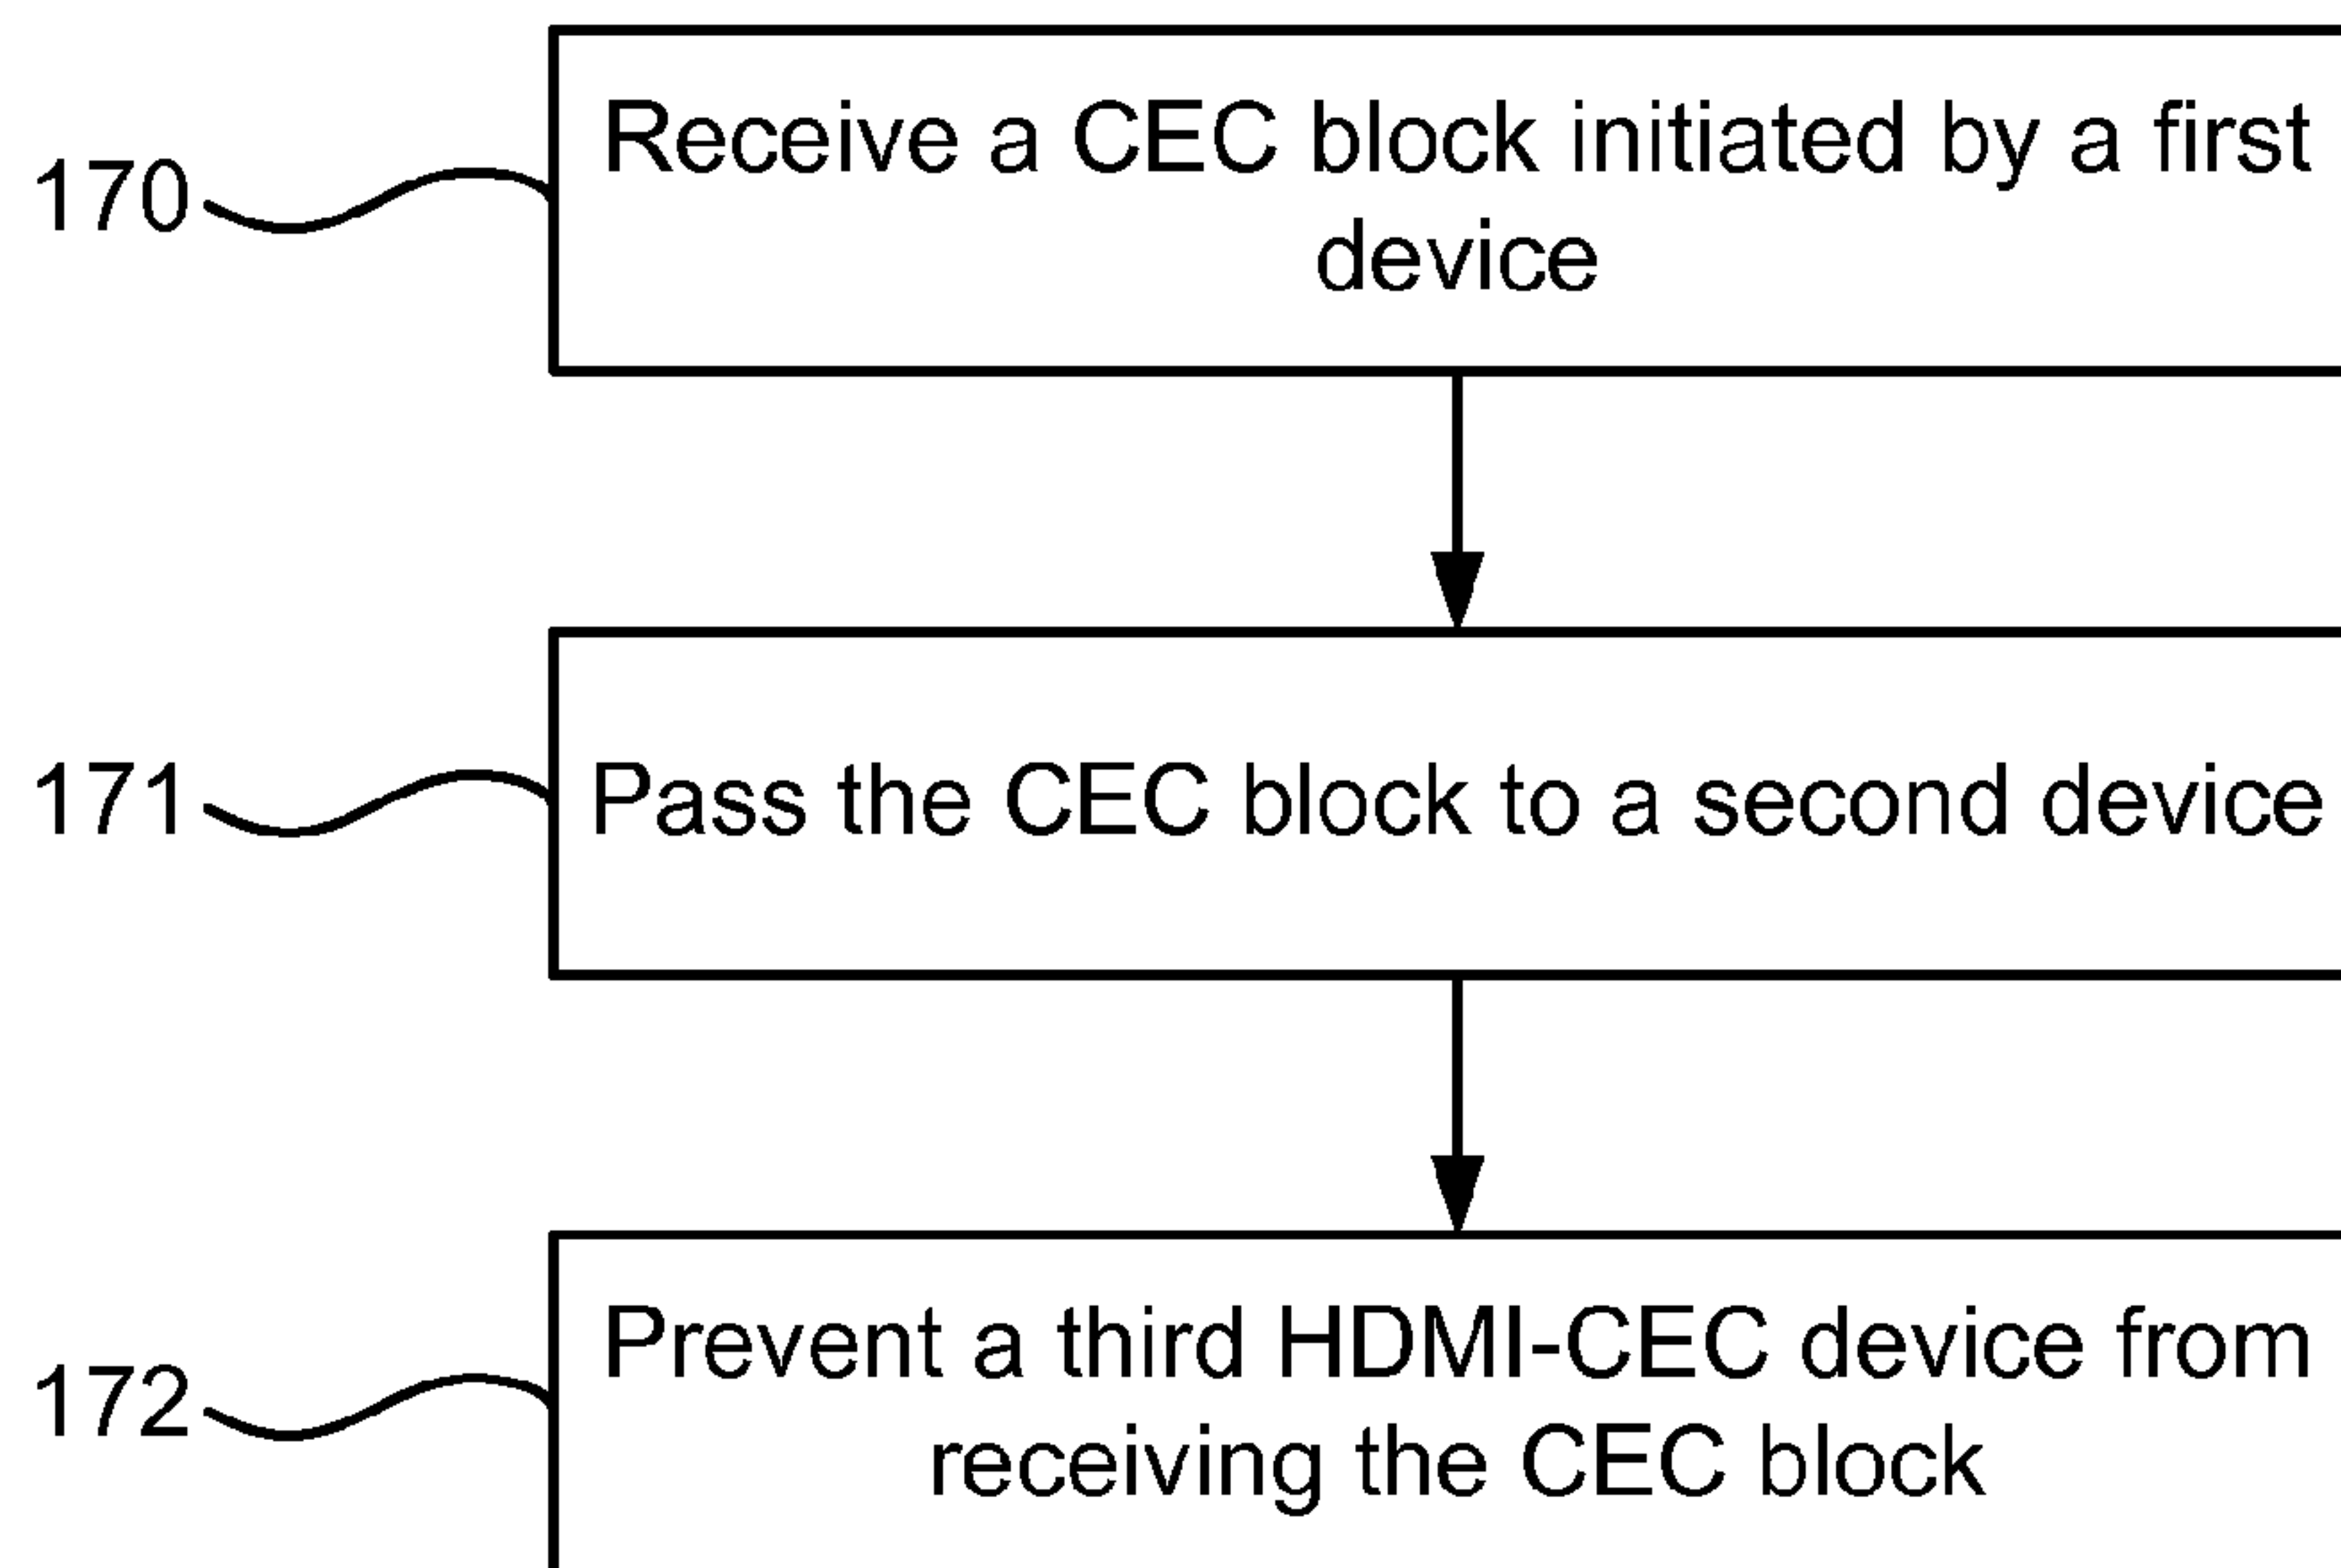 170
Receive a CEC block initiated by a first
device
171
Pass the CEC block to a second device
172
Prevent a third HDMI-CEC device from
receiving the CEC block